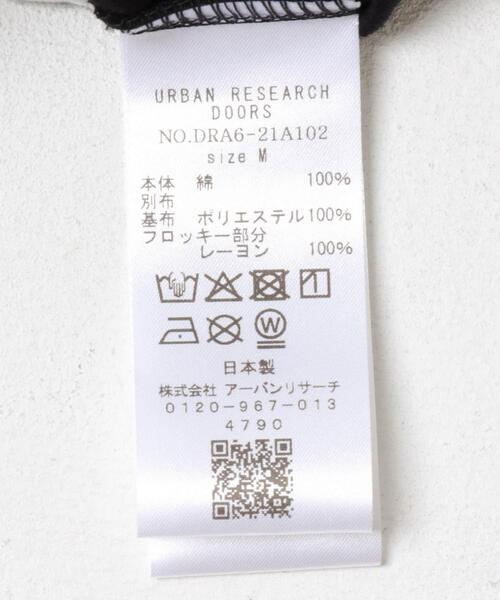 URBAN RESEARCH
DOORS
NO.DRA6-21A102
size M
本体 綿 100%
別布
基布 ポリエステル100%
フロッキー部分
レーヨン 100%
W
日本製
株式会社 アーバンリサーチ
0120-967-013
4790